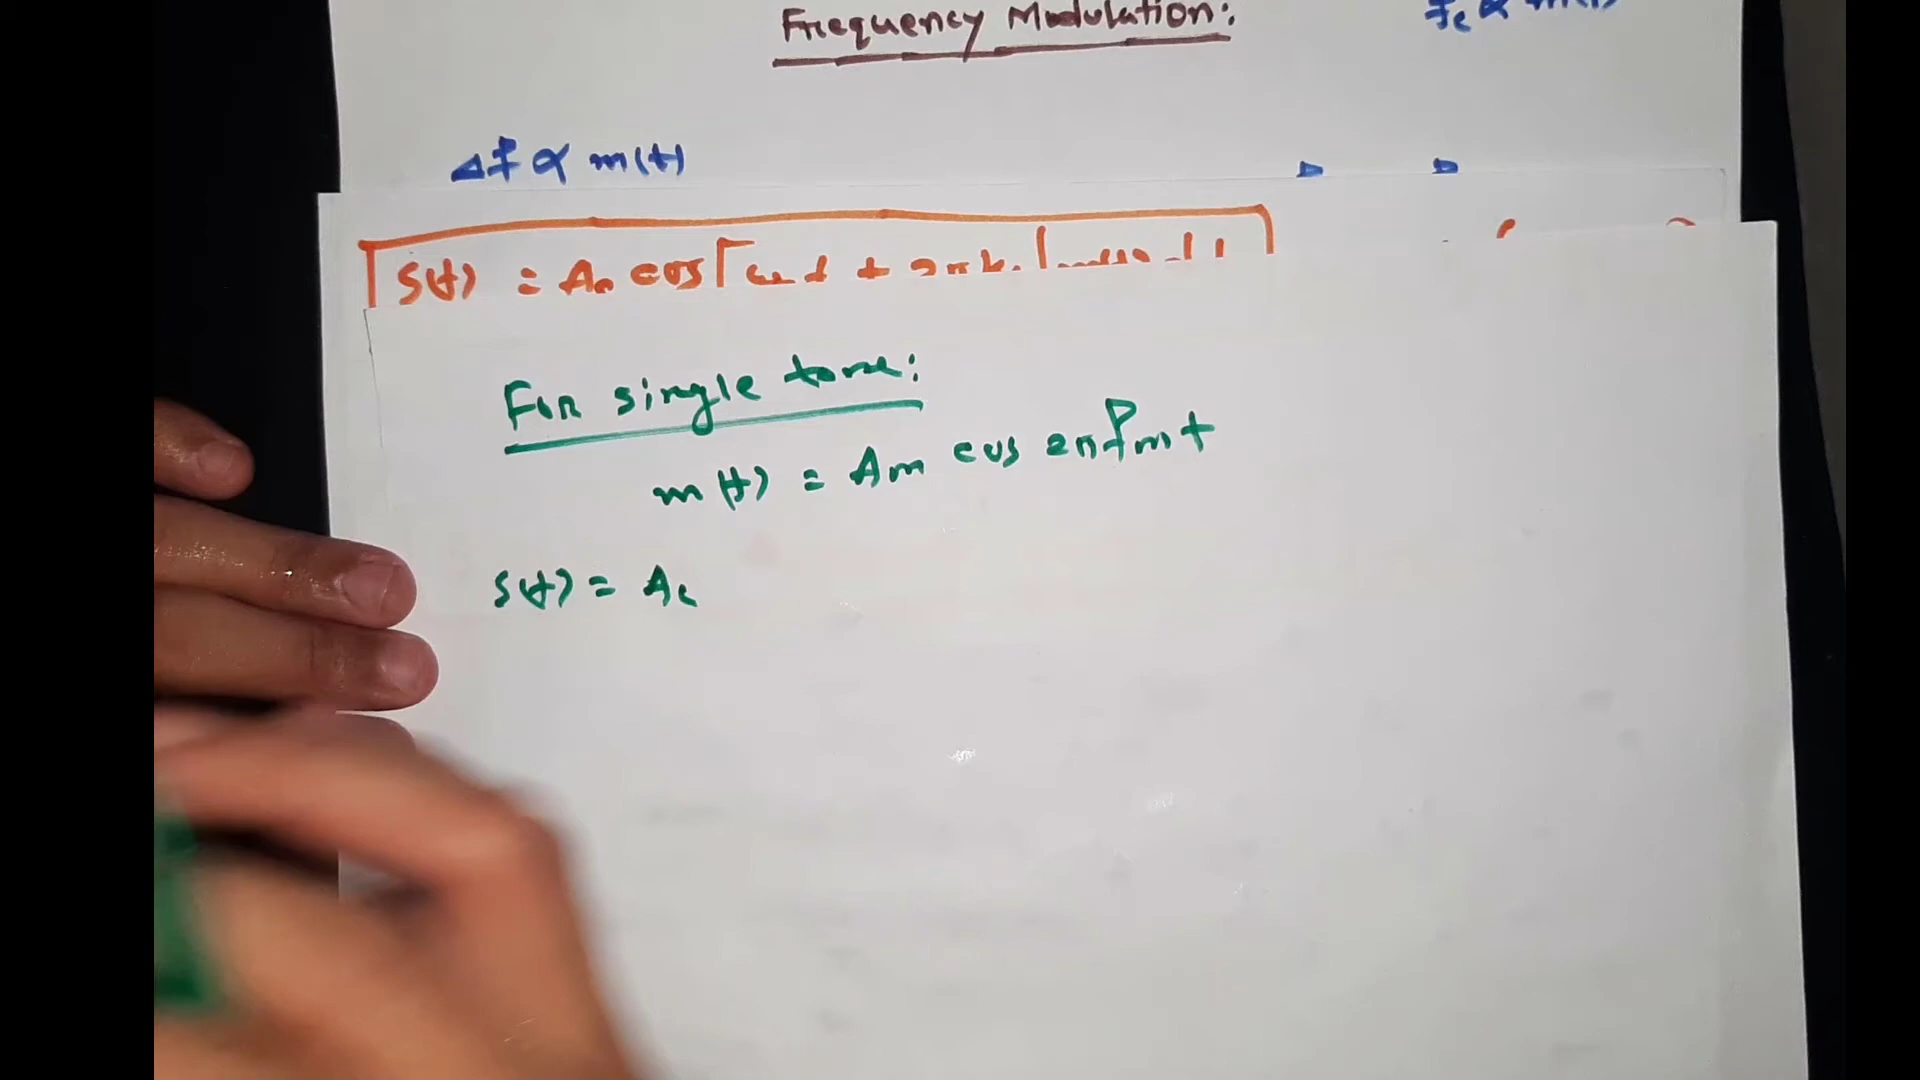 Frequency Modulation:
Δf ∝ m(t)
S(t) = Ac cos[
For single tone:
m(t) = Am cos 2πfmt
S(t) = Ac